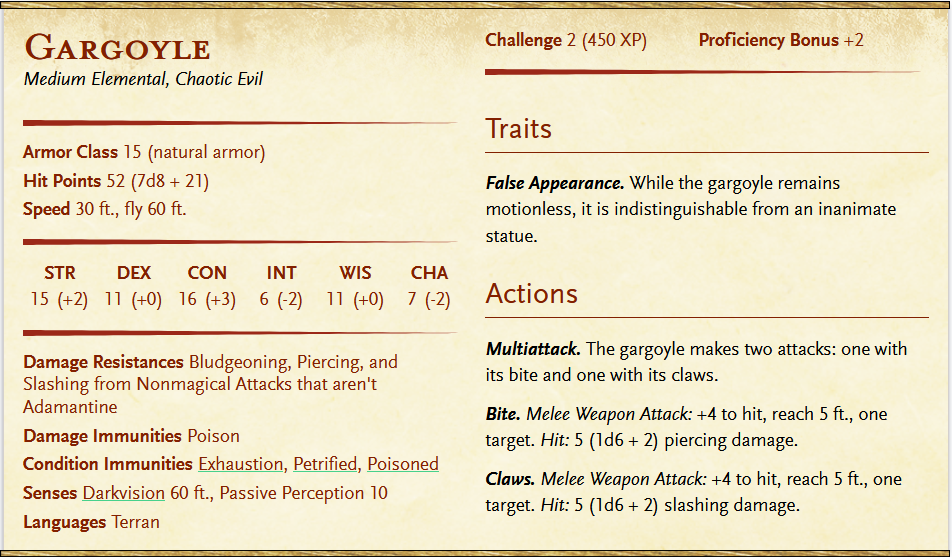 Gargoyle
Medium Elemental, Chaotic Evil
Armor Class 15 (natural armor)
Hit Points 52 (7d8 + 21)
Speed 30 ft., fly 60 ft.
STR DEX CON INT WIS CHA
15 (+2) 11 (+0) 16 (+3) 6 (-2) 11 (+0) 7 (-2)
Damage Resistances Bludgeoning, Piercing, and
Slashing from Nonmagical Attacks that aren't
Adamantine
Damage Immunities Poison
Condition Immunities Exhaustion, Petrified, Poisoned
Senses Darkvision 60 ft., Passive Perception 10
Languages Terran
Challenge 2 (450 XP) Proficiency Bonus +2
Traits
False Appearance. While the gargoyle remains
motionless, it is indistinguishable from an inanimate
statue.
Actions
Multiattack. The gargoyle makes two attacks: one with
its bite and one with its claws.
Bite. Melee Weapon Attack: +4 to hit, reach 5 ft., one
target. Hit: 5 (1d6 + 2) piercing damage.
Claws. Melee Weapon Attack: +4 to hit, reach 5 ft., one
target. Hit: 5 (1d6 + 2) slashing damage.